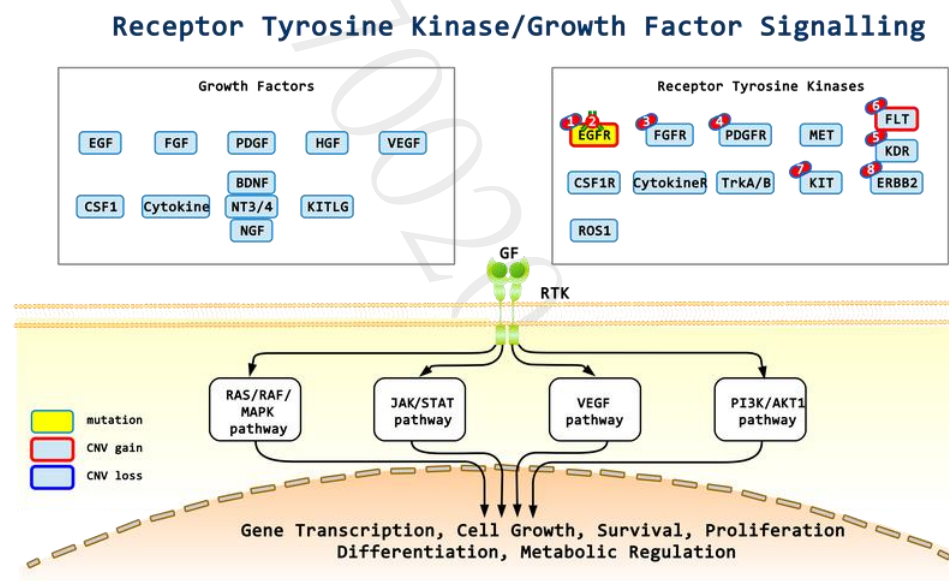 Receptor Tyrosine Kinase/Growth Factor Signalling
Growth Factors
EGF
FGF
PDGF
HGF
VEGF
BDNF
CSF1
Cytokine
NT3/4
KITLG
NGF
Receptor Tyrosine Kinases
6
FLT
1
2
EGFR
3
FGFR
4
PDGFR
MET
5
KDR
CSF1R
CytokineR
TrkA/B
7
KIT
8
ERBB2
ROS1
GF
RTK
RAS/RAF/
MAPK
pathway
JAK/STAT
pathway
VEGF
pathway
PI3K/AKT1
pathway
mutation
CNV gain
CNV loss
Gene Transcription, Cell Growth, Survival, Proliferation
Differentiation, Metabolic Regulation